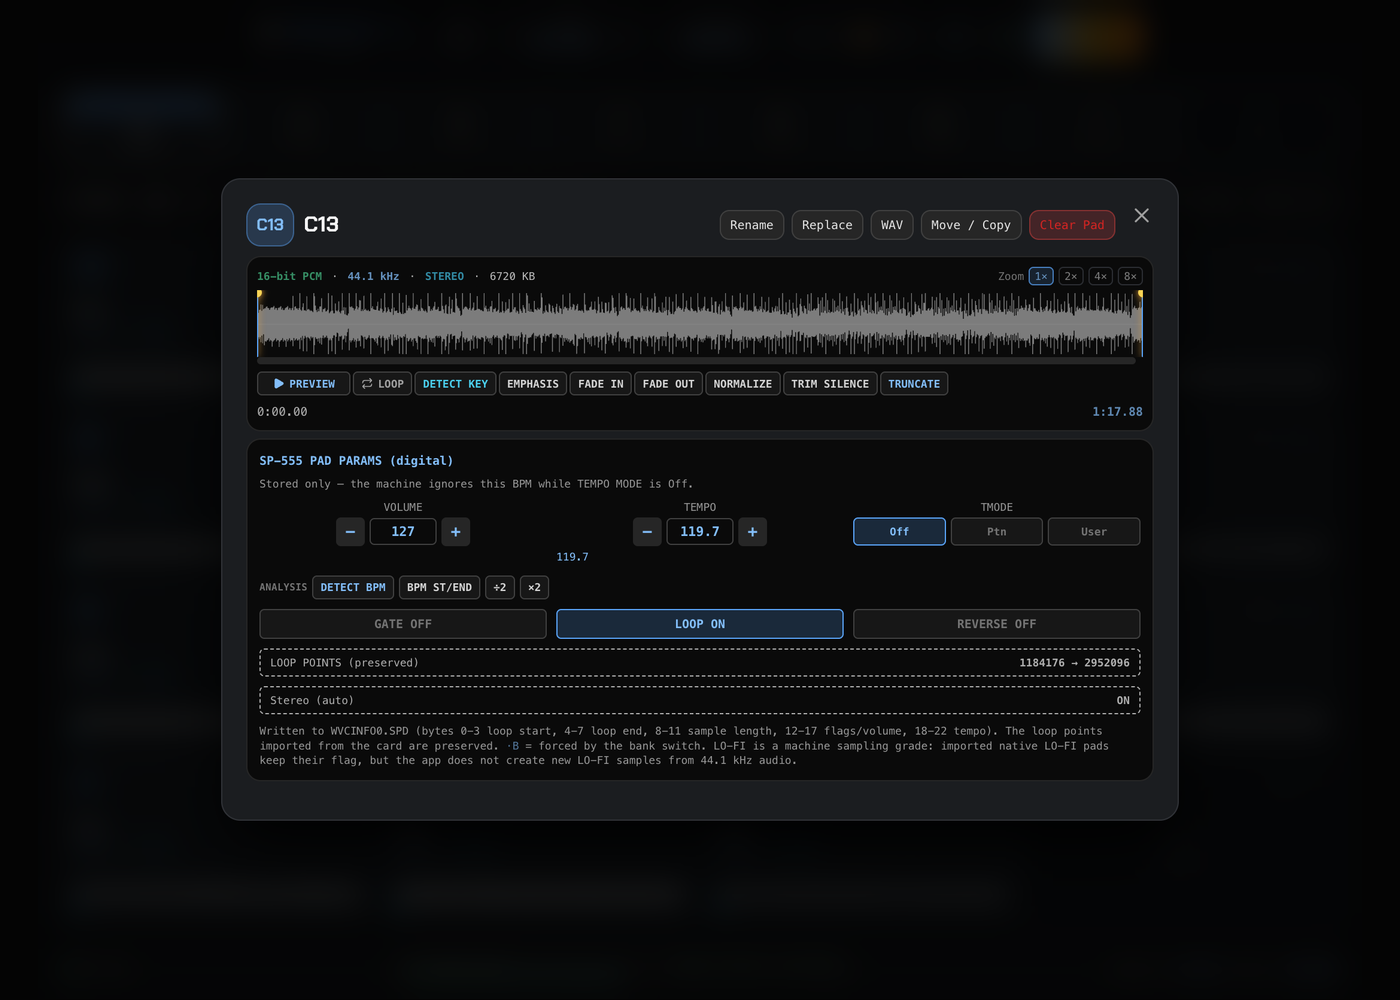 C13 C13 Rename Replace WAV Move / Copy Clear Pad
16-bit PCM · 44.1 kHz · STEREO · 6720 KB Zoom 1× 2× 4× 8×
PREVIEW LOOP DETECT KEY EMPHASIS FADE IN FADE OUT NORMALIZE TRIM SILENCE TRUNCATE
0:00.00 1:17.88
SP-555 PAD PARAMS (digital)
Stored only — the machine ignores this BPM while TEMPO MODE is Off.
VOLUME TEMPO TMODE
− 127 + − 119.7 + Off Ptn User
119.7
ANALYSIS DETECT BPM BPM ST/END ÷2 ×2
GATE OFF LOOP ON REVERSE OFF
LOOP POINTS (preserved) 1184176 → 2952096
Stereo (auto) ON
Written to WVCINFO0.SPD (bytes 0–3 loop start, 4–7 loop end, 8–11 sample length, 12–17 flags/volume, 18–22 tempo). The loop points
imported from the card are preserved. ·B = forced by the bank switch. LO-FI is a machine sampling grade: imported native LO-FI pads
keep their flag, but the app does not create new LO-FI samples from 44.1 kHz audio.